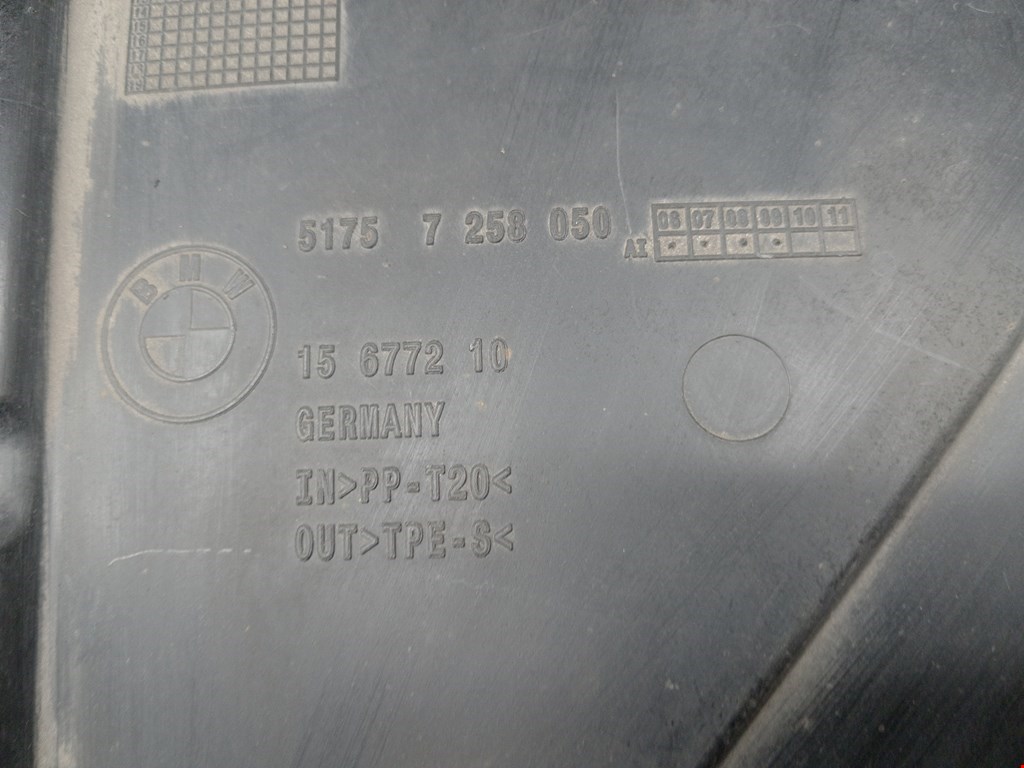 5175 7 258 050
AI
06 07 08 09 10 11
BMW
15 6772 10
GERMANY
IN>PP-T20<
OUT>TPE-S<